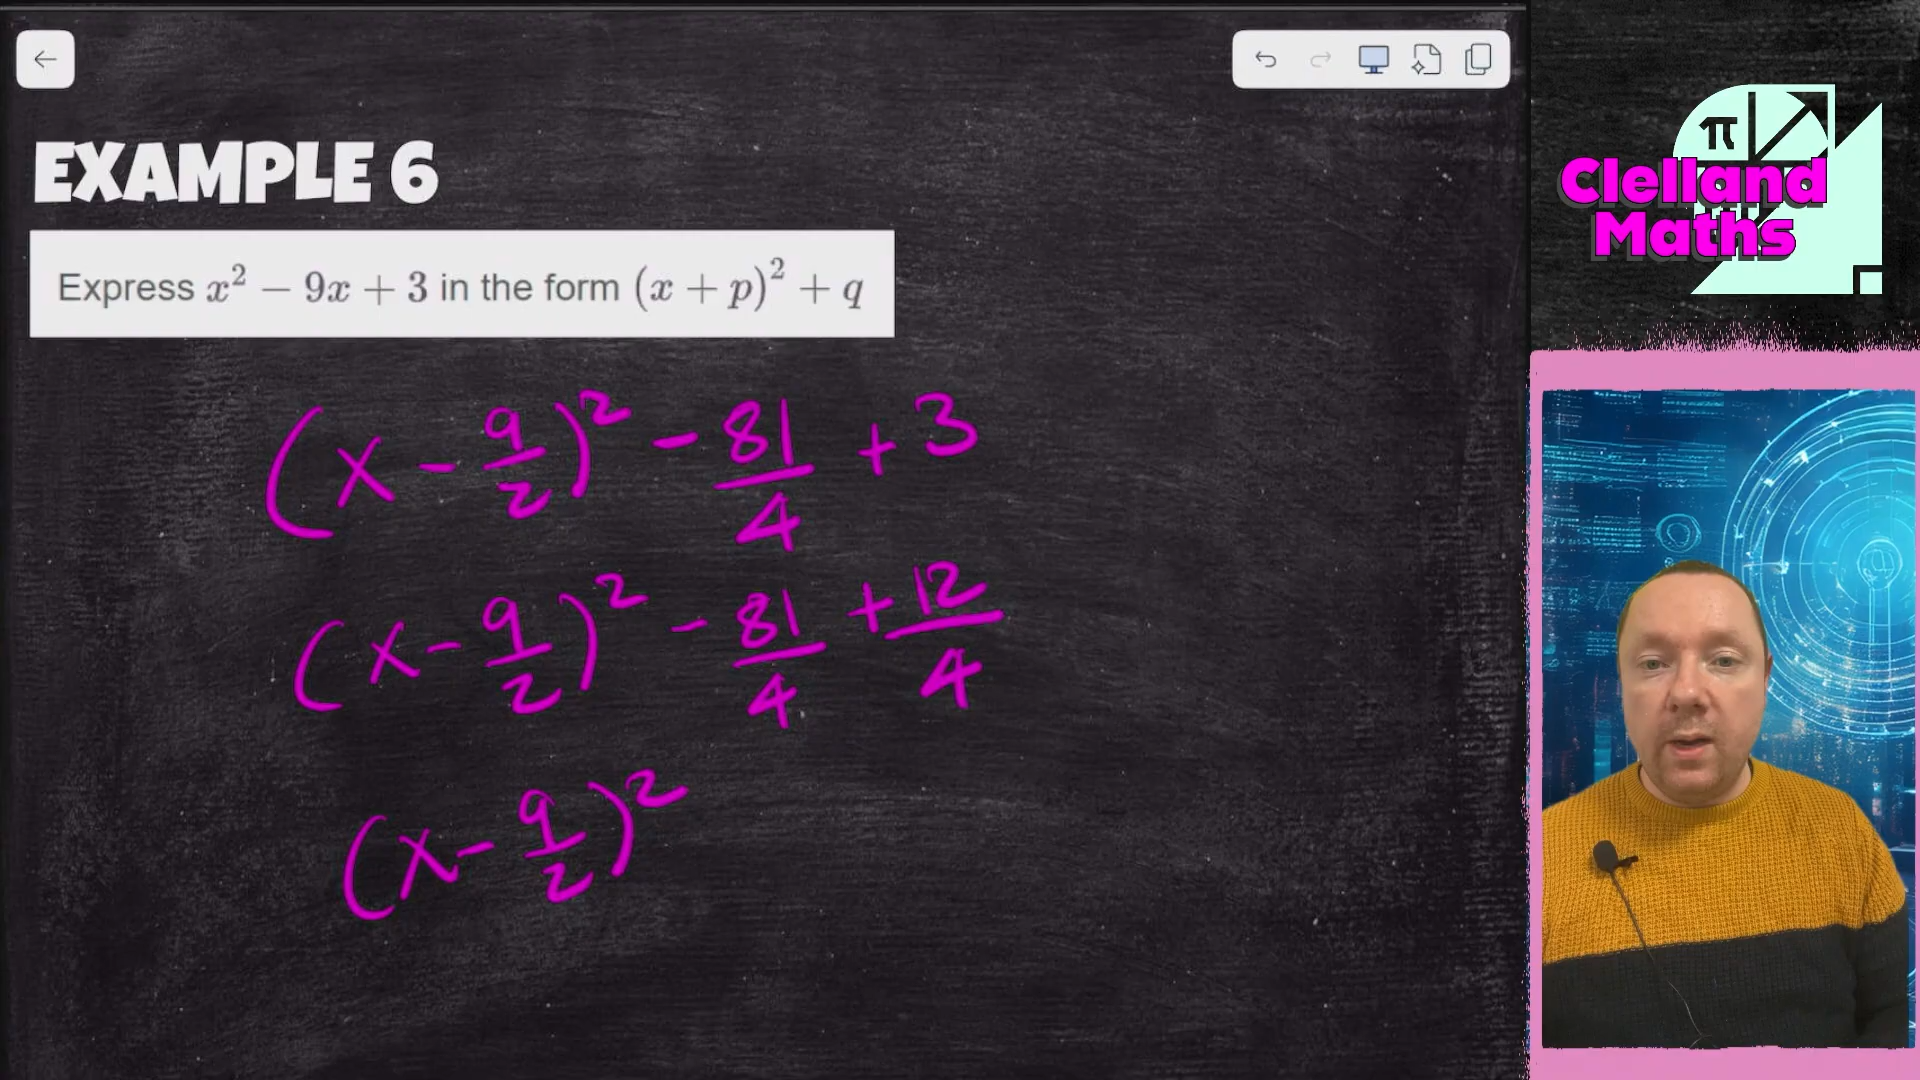 π
Clelland
Maths
EXAMPLE 6
Express x² − 9x + 3 in the form (x + p)² + q
(x - 9/2)² - 81/4 + 3
(x - 9/2)² - 81/4 + 12/4
(x - 9/2)²